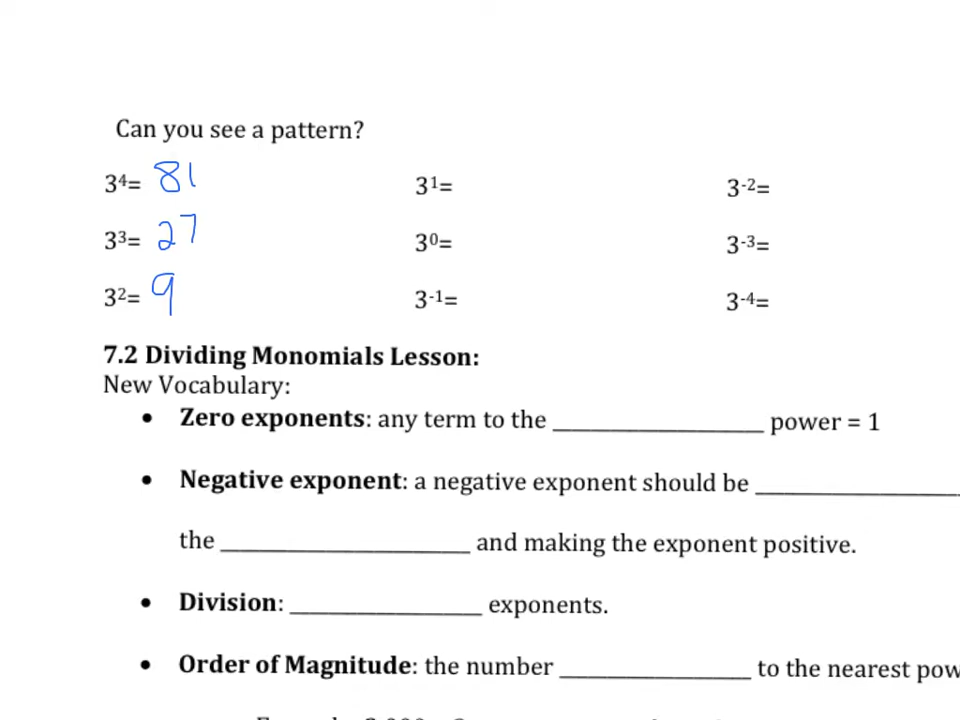 Can you see a pattern?
3⁴= 81 3¹= 3⁻²=
3³= 27 3⁰= 3⁻³=
3²= 9 3⁻¹= 3⁻⁴=
7.2 Dividing Monomials Lesson:
New Vocabulary:
• Zero exponents: any term to the ________________ power = 1
• Negative exponent: a negative exponent should be ________________
the ___________________ and making the exponent positive.
• Division: _______________ exponents.
• Order of Magnitude: the number _______________ to the nearest